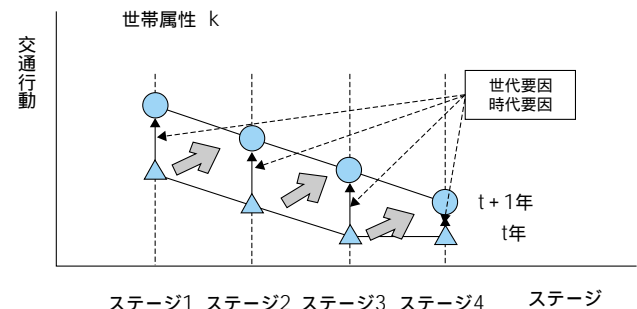 世帯属性 k
交通行動
世代要因
時代要因
t + 1年
t年
ステージ1 ステージ2 ステージ3 ステージ4 ステージ